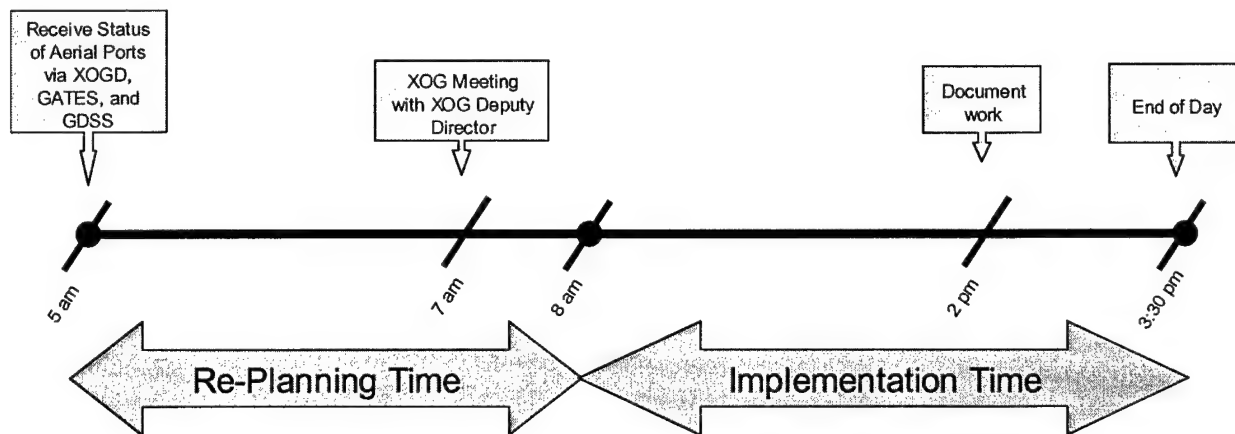 Receive Status
of Aerial Ports
via XOGD,
GATES, and
GDSS
XOG Meeting
with XOG Deputy
Director
Document
work
End of Day
5 am
7 am
8 am
2 pm
3:30 pm
Re-Planning Time
Implementation Time